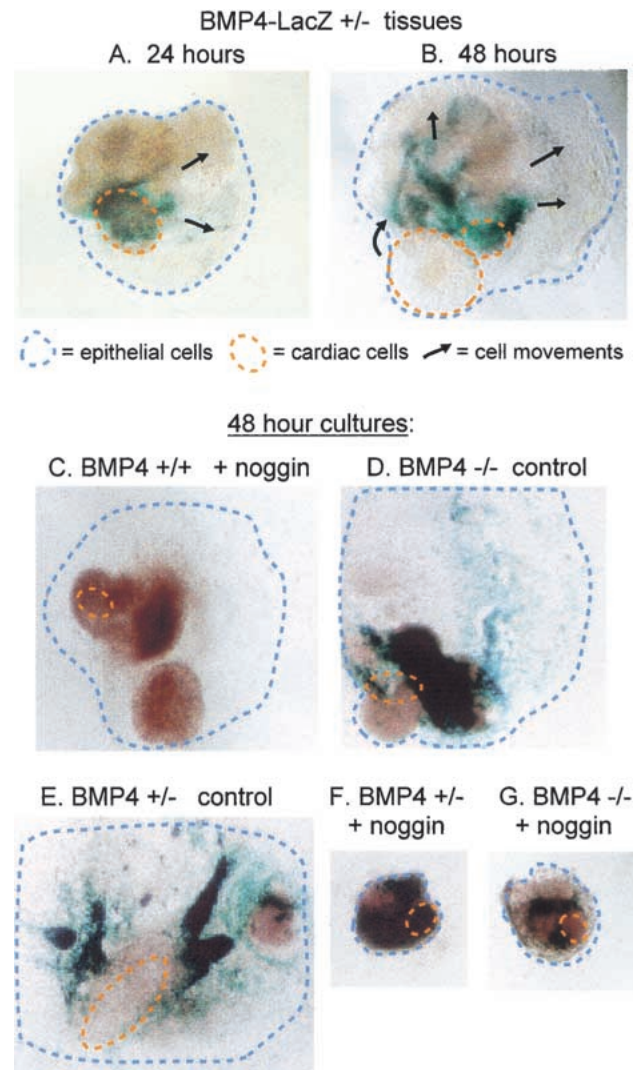 BMP4-LacZ +/- tissues
A. 24 hours
B. 48 hours
= epithelial cells
= cardiac cells
= cell movements
48 hour cultures:
C. BMP4 +/+ + noggin
D. BMP4 -/- control
E. BMP4 +/- control
F. BMP4 +/-
+ noggin
G. BMP4 -/-
+ noggin